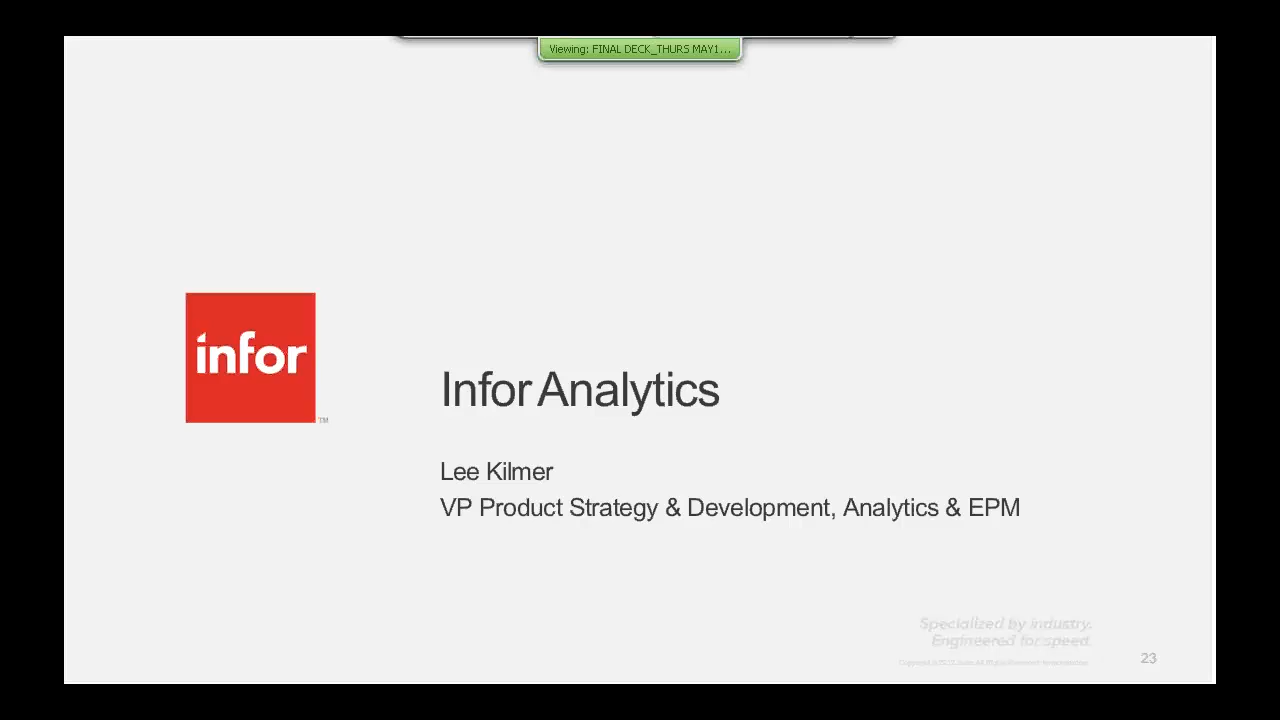 Viewing: FINAL DECK_THURS MAY1...
infor
TM
Infor Analytics
Lee Kilmer
VP Product Strategy & Development, Analytics & EPM
Specialized by industry.
Engineered for speed.
23